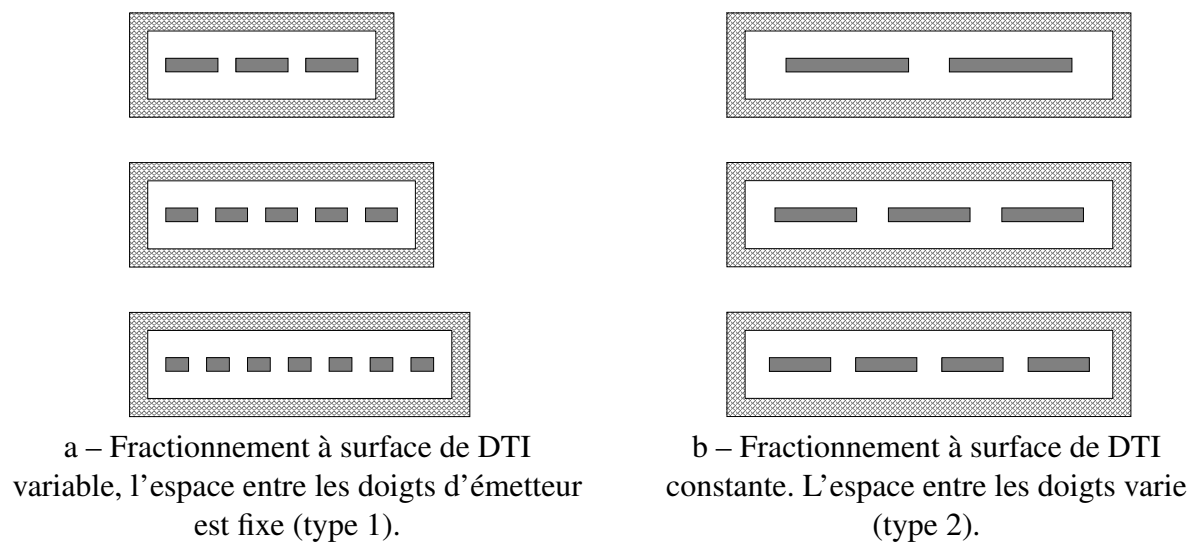 a – Fractionnement à surface de DTI
variable, l'espace entre les doigts d'émetteur
est fixe (type 1).
b – Fractionnement à surface de DTI
constante. L'espace entre les doigts varie
(type 2).